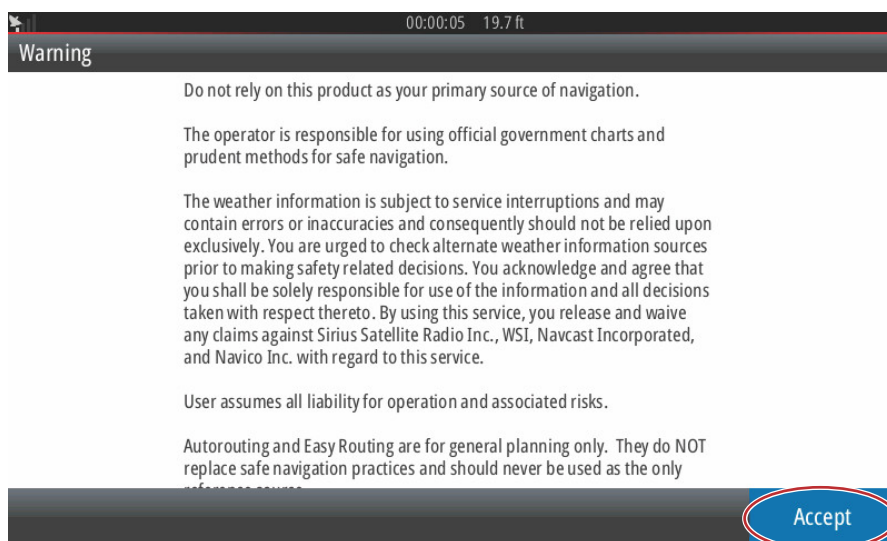 00:00:05 19.7 ft
Warning
Do not rely on this product as your primary source of navigation.
The operator is responsible for using official government charts and
prudent methods for safe navigation.
The weather information is subject to service interruptions and may
contain errors or inaccuracies and consequently should not be relied upon
exclusively. You are urged to check alternate weather information sources
prior to making safety related decisions. You acknowledge and agree that
you shall be solely responsible for use of the information and all decisions
taken with respect thereto. By using this service, you release and waive
any claims against Sirius Satellite Radio Inc., WSI, Navcast Incorporated,
and Navico Inc. with regard to this service.
User assumes all liability for operation and associated risks.
Autorouting and Easy Routing are for general planning only. They do NOT
replace safe navigation practices and should never be used as the only
Accept